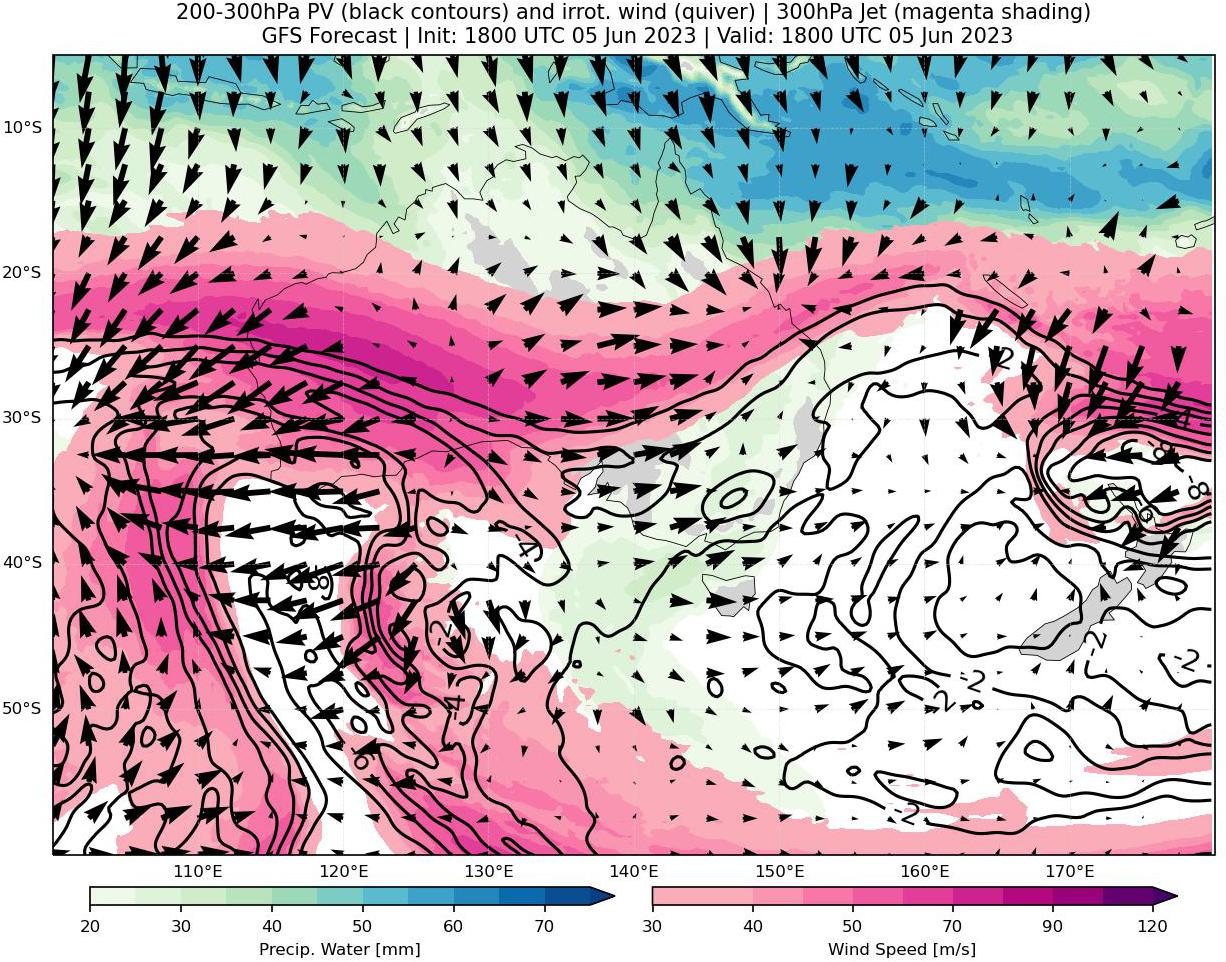 200-300hPa PV (black contours) and irrot. wind (quiver) | 300hPa Jet (magenta shading)
GFS Forecast | Init: 1800 UTC 05 Jun 2023 | Valid: 1800 UTC 05 Jun 2023
10°S
20°S
-2
30°S
-4
-8
-8
-6
-4
40°S
-8
-2
-2
-2
-2
-2
-4
50°S
-6
-2
110°E 120°E 130°E 140°E 150°E 160°E 170°E
20 30 40 50 60 70
30 40 50 70 90 120
Precip. Water [mm]
Wind Speed [m/s]